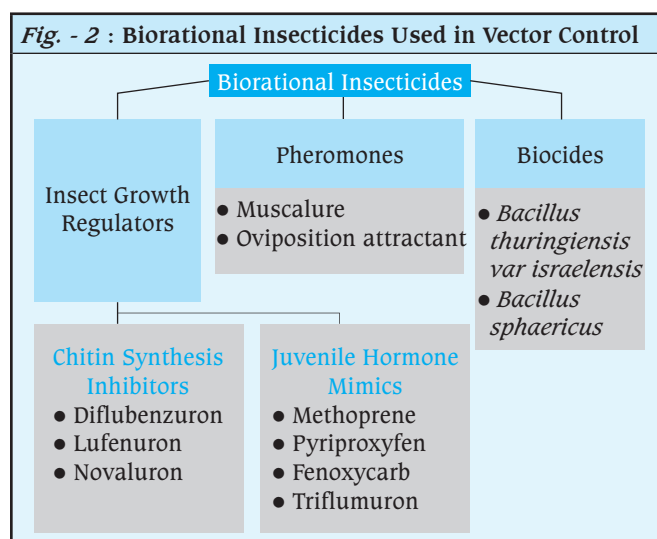 Fig. - 2 : Biorational Insecticides Used in Vector Control
Biorational Insecticides
Insect Growth
Regulators
Pheromones
● Muscalure
● Oviposition attractant
Biocides
● Bacillus
thuringiensis
var israelensis
● Bacillus
sphaericus
Chitin Synthesis
Inhibitors
● Diflubenzuron
● Lufenuron
● Novaluron
Juvenile Hormone
Mimics
● Methoprene
● Pyriproxyfen
● Fenoxycarb
● Triflumuron